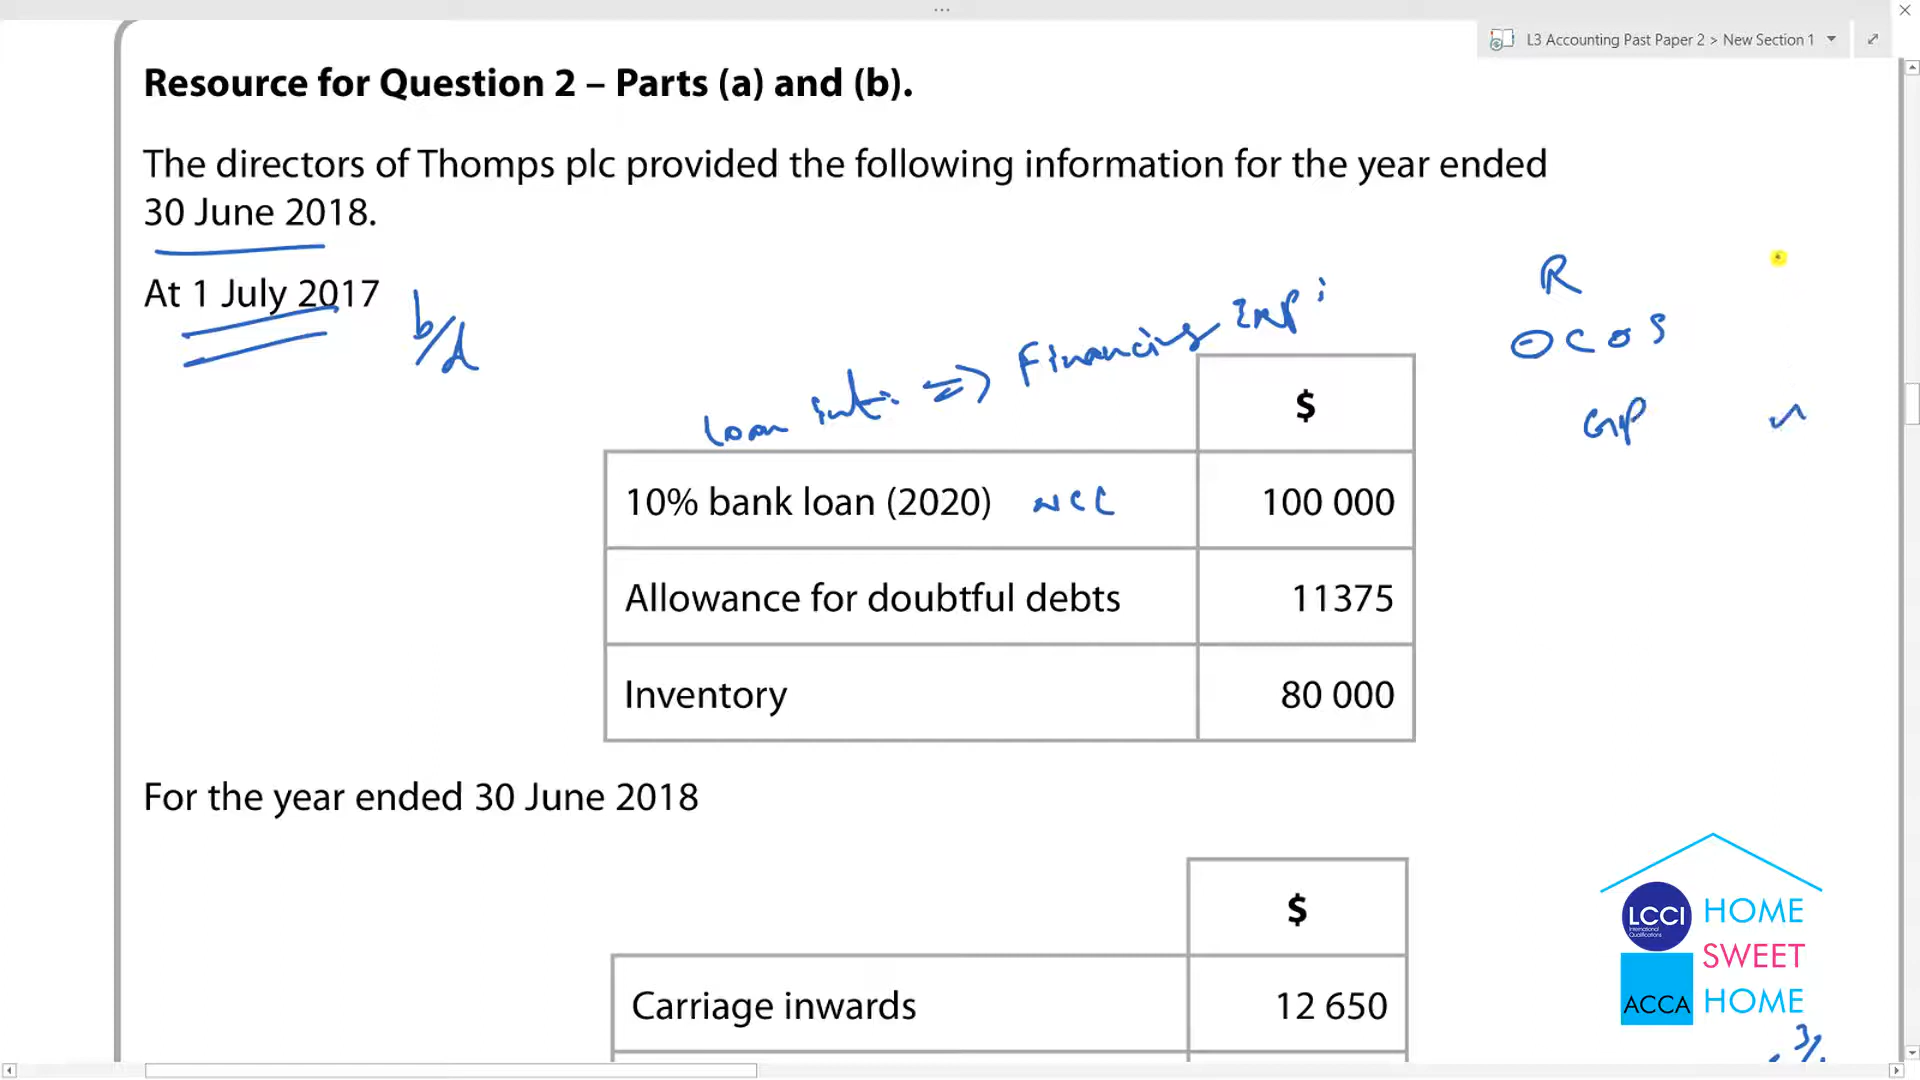 L3 Accounting Past Paper 2 > New Section 1
Resource for Question 2 – Parts (a) and (b).
The directors of Thomps plc provided the following information for the year ended
30 June 2018.
At 1 July 2017
b/d
Loan int: => Financing Exp:
R
COS
GP
$
10% bank loan (2020) NCL 100 000
Allowance for doubtful debts 11375
Inventory 80 000
For the year ended 30 June 2018
$
Carriage inwards 12 650
LCCI
International Qualifications
HOME
SWEET
ACCA HOME